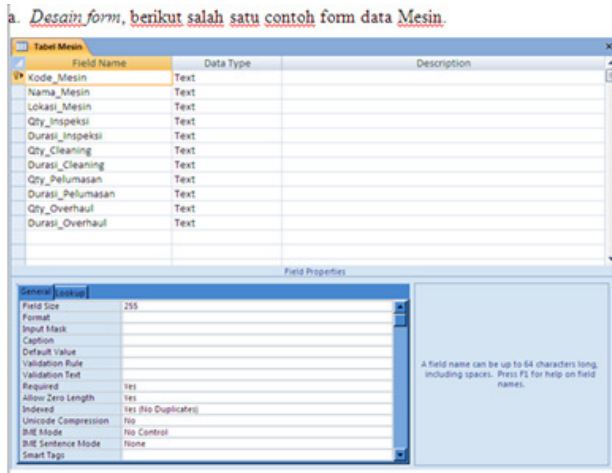 a. Desain form, berikut salah satu contoh form data Mesin.
Tabel Mesin
Field Name Data Type Description
Kode_Mesin Text
Nama_Mesin Text
Lokasi_Mesin Text
Qty_Inspeksi Text
Durasi_Inspeksi Text
Qty_Cleaning Text
Durasi_Cleaning Text
Qty_Pelumasan Text
Durasi_Pelumasan Text
Qty_Overhaul Text
Durasi_Overhaul Text
Field Properties
General Lookup
Field Size 255
Format
Input Mask
Caption
Default Value
Validation Rule
Validation Text
Required Yes
Allow Zero Length Yes
Indexed Yes (No Duplicates)
Unicode Compression No
IME Mode No Control
IME Sentence Mode None
Smart Tags
A field name can be up to 64 characters long,
including spaces. Press F1 for help on field
names.